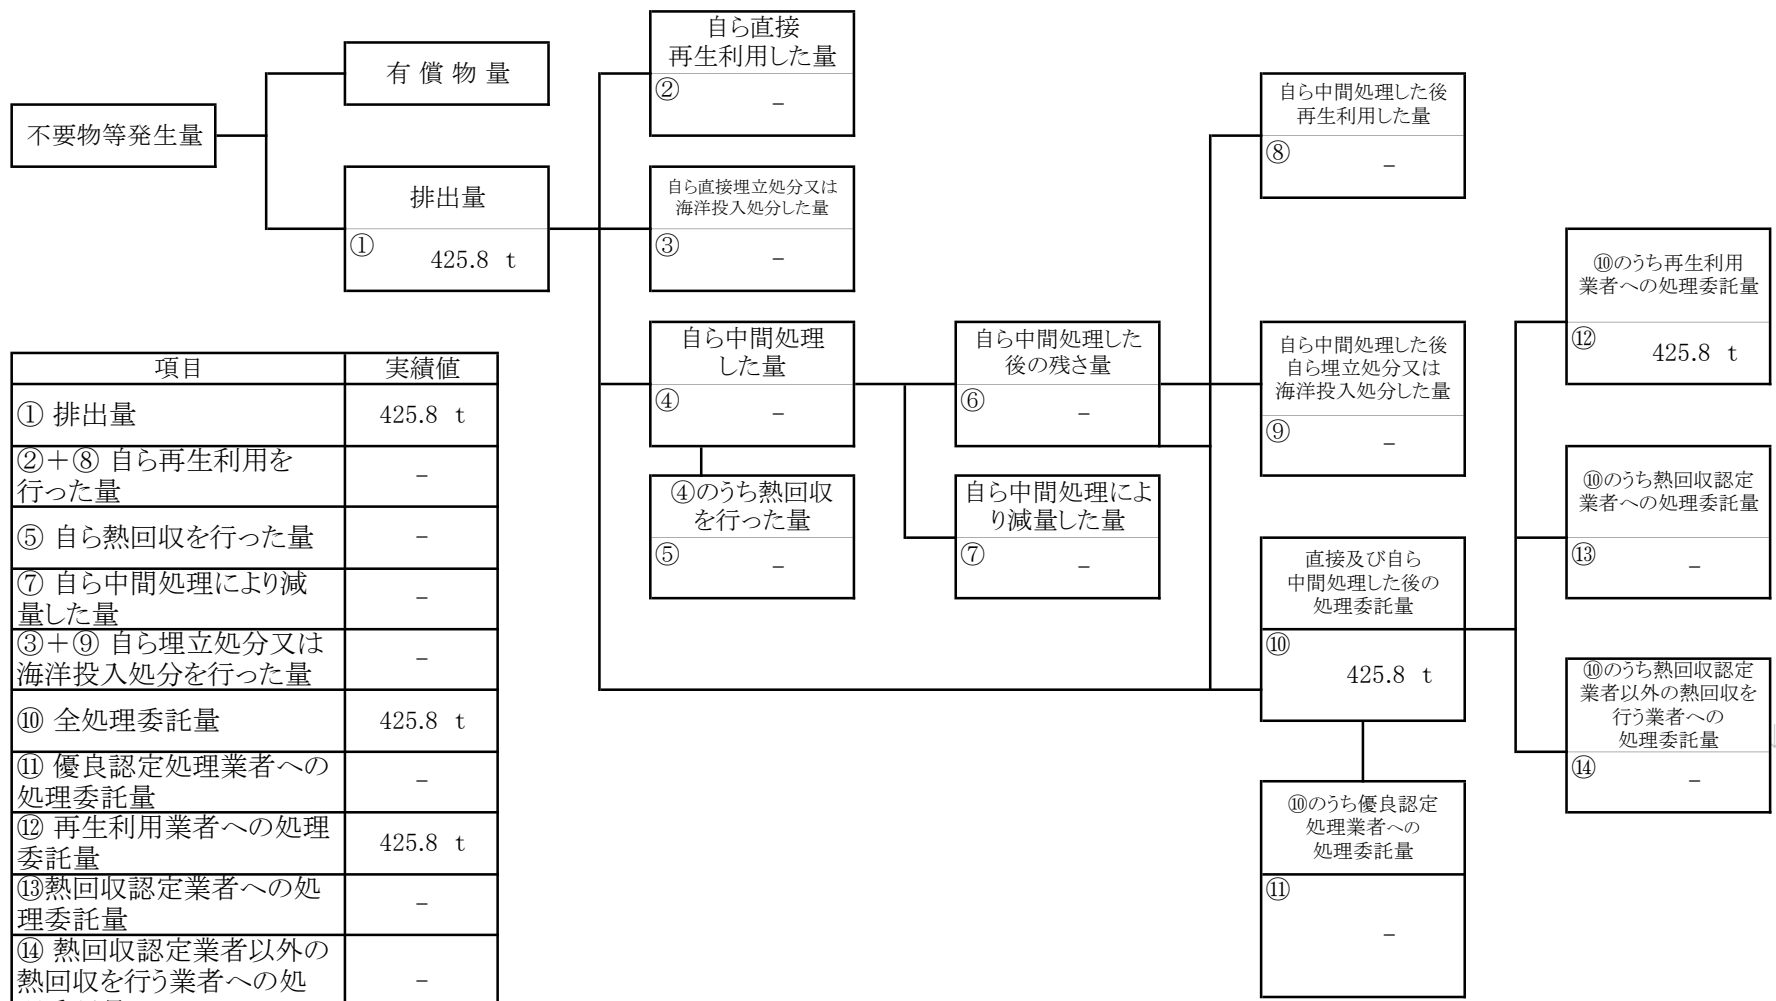 不要物等発生量
有 償 物 量
排出量
①
425.8 t
自ら直接
再生利用した量
②
－
自ら直接埋立処分又は
海洋投入処分した量
③
－
自ら中間処理
した量
④
－
④のうち熱回収
を行った量
⑤
－
自ら中間処理した
後の残さ量
⑥
－
自ら中間処理によ
り減量した量
⑦
－
自ら中間処理した後
再生利用した量
⑧
－
自ら中間処理した後
自ら埋立処分又は
海洋投入処分した量
⑨
－
直接及び自ら
中間処理した後の
処理委託量
⑩
425.8 t
⑩のうち優良認定
処理業者への
処理委託量
⑪
－
⑩のうち再生利用
業者への処理委託量
⑫
425.8 t
⑩のうち熱回収認定
業者への処理委託量
⑬
－
⑩のうち熱回収認定
業者以外の熱回収を
行う業者への
処理委託量
⑭
－
項目 実績値
① 排出量 425.8 t
②＋⑧ 自ら再生利用を
行った量
－
⑤ 自ら熱回収を行った量 －
⑦ 自ら中間処理により減
量した量
－
③＋⑨ 自ら埋立処分又は
海洋投入処分を行った量
－
⑩ 全処理委託量 425.8 t
⑪ 優良認定処理業者への
処理委託量
－
⑫ 再生利用業者への処理
委託量
425.8 t
⑬熱回収認定業者への処
理委託量
－
⑭ 熱回収認定業者以外の
熱回収を行う業者への処
－